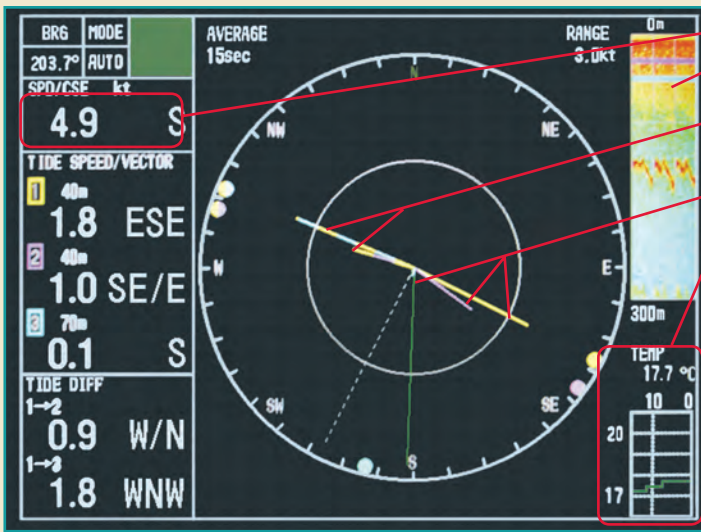 BRG MODE
203.7° AUTO
SPD/CSE kt
4.9 S
TIDE SPEED/VECTOR
1 40m
1.8 ESE
2 40m
1.0 SE/E
3 70m
0.1 S
TIDE DIFF
1→2
0.9 W/N
1→3
1.8 WNW
AVERAGE
15sec
RANGE
3.0kt
N
NW
NE
W
E
SW
SE
S
0m
300m
TEMP
17.7 °C
10 0
20
17